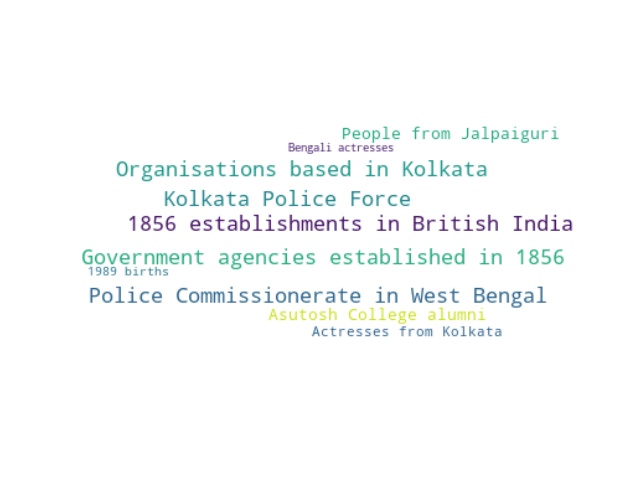 People from Jalpaiguri
Bengali actresses
Organisations based in Kolkata
Kolkata Police Force
1856 establishments in British India
Government agencies established in 1856
1989 births
Police Commissionerate in West Bengal
Asutosh College alumni
Actresses from Kolkata